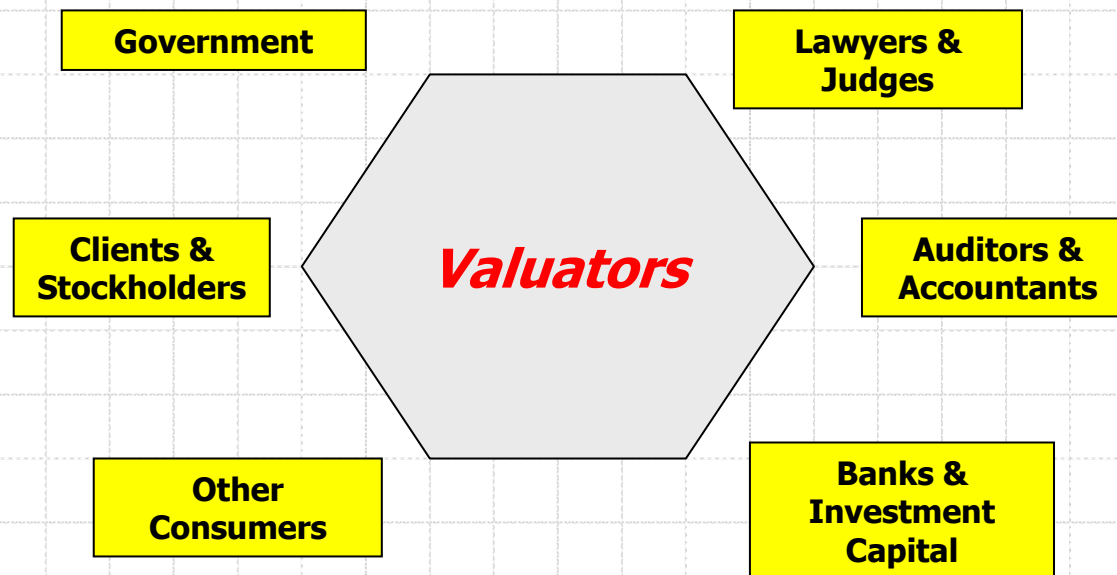 Government
Lawyers &
Judges
Clients &
Stockholders
Valuators
Auditors &
Accountants
Other
Consumers
Banks &
Investment
Capital